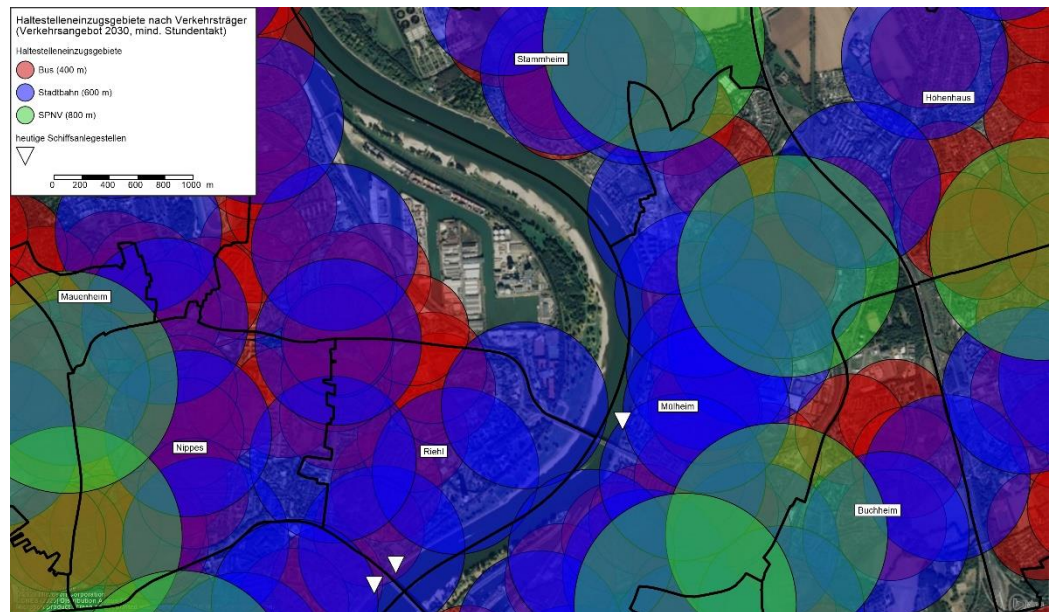 Haltestelleneinzugsgebiete nach Verkehrsträger
(Verkehrsangebot 2030, mind. Stundentakt)
Haltestelleneinzugsgebiete
Bus (400 m)
Stadtbahn (600 m)
SPNV (800 m)
heutige Schiffsanlegestellen
0 200 400 600 800 1000 m
Stammheim
Höhenhaus
Mauenheim
Mülheim
Nippes
Riehl
Buchheim